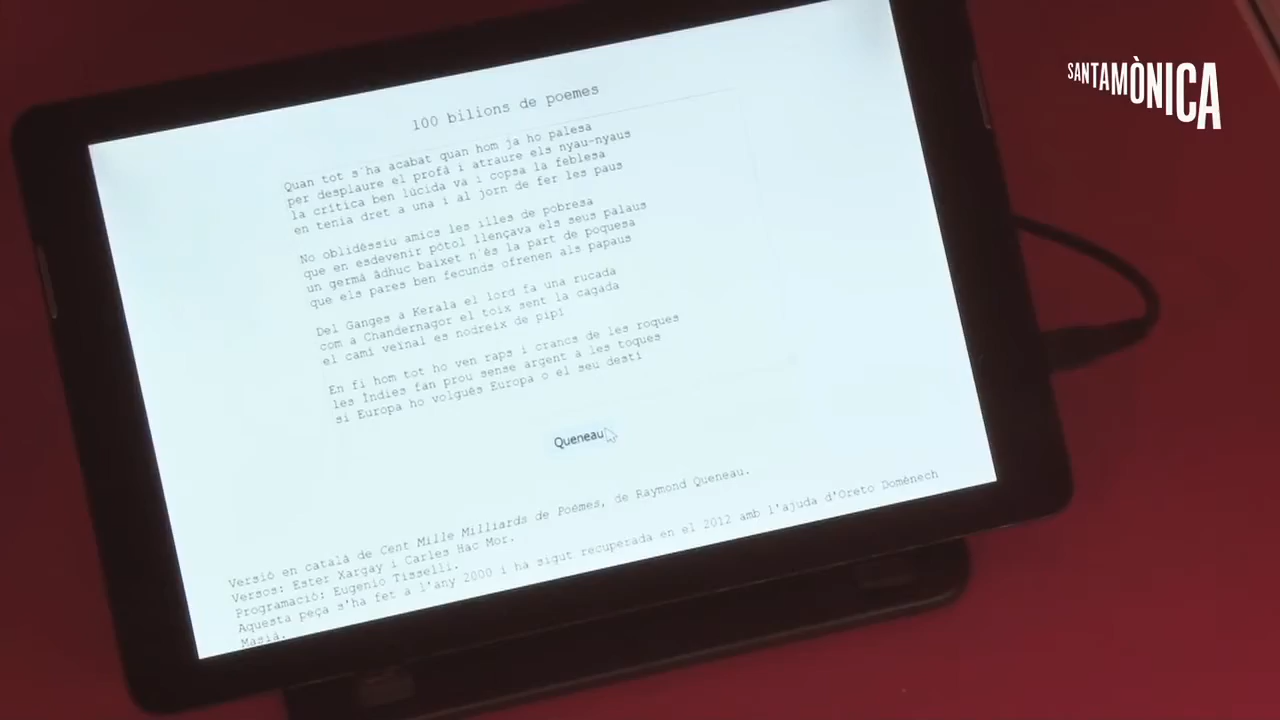 SANTAMÒNICA
100 bilions de poemes
Quan tot s'ha acabat quan hom ja ho palesa
per desplaure el profà i atraure els nyau-nyaus
la crítica ben lúcida va i copsa la feblesa
en tenia dret a una i al jorn de fer les paus
No oblidéssiu amics les illes de pobresa
que en esdevenir pòtol llençava els seus palaus
un germà àdhuc baixet n'és la part de poquesa
que els pares ben fecunds ofrenen als papaus
Del Ganges a Kerala el lord fa una rucada
com a Chandernagor el toix sent la cagada
el camí veïnal es nodreix de pipí
En fi hom tot ho ven raps i crancs de les roques
les Índies fan prou sense argent a les toques
si Europa ho volgués Europa o el seu destí
Queneau
Versió en català de Cent Mille Milliards de Poèmes, de Raymond Queneau.
Versos: Ester Xargay i Carles Hac Mor.
Programació: Eugenio Tisselli.
Aquesta peça s'ha fet a l'any 2000 i ha sigut recuperada en el 2012 amb l'ajuda d'Oreto Domènech
Masià.